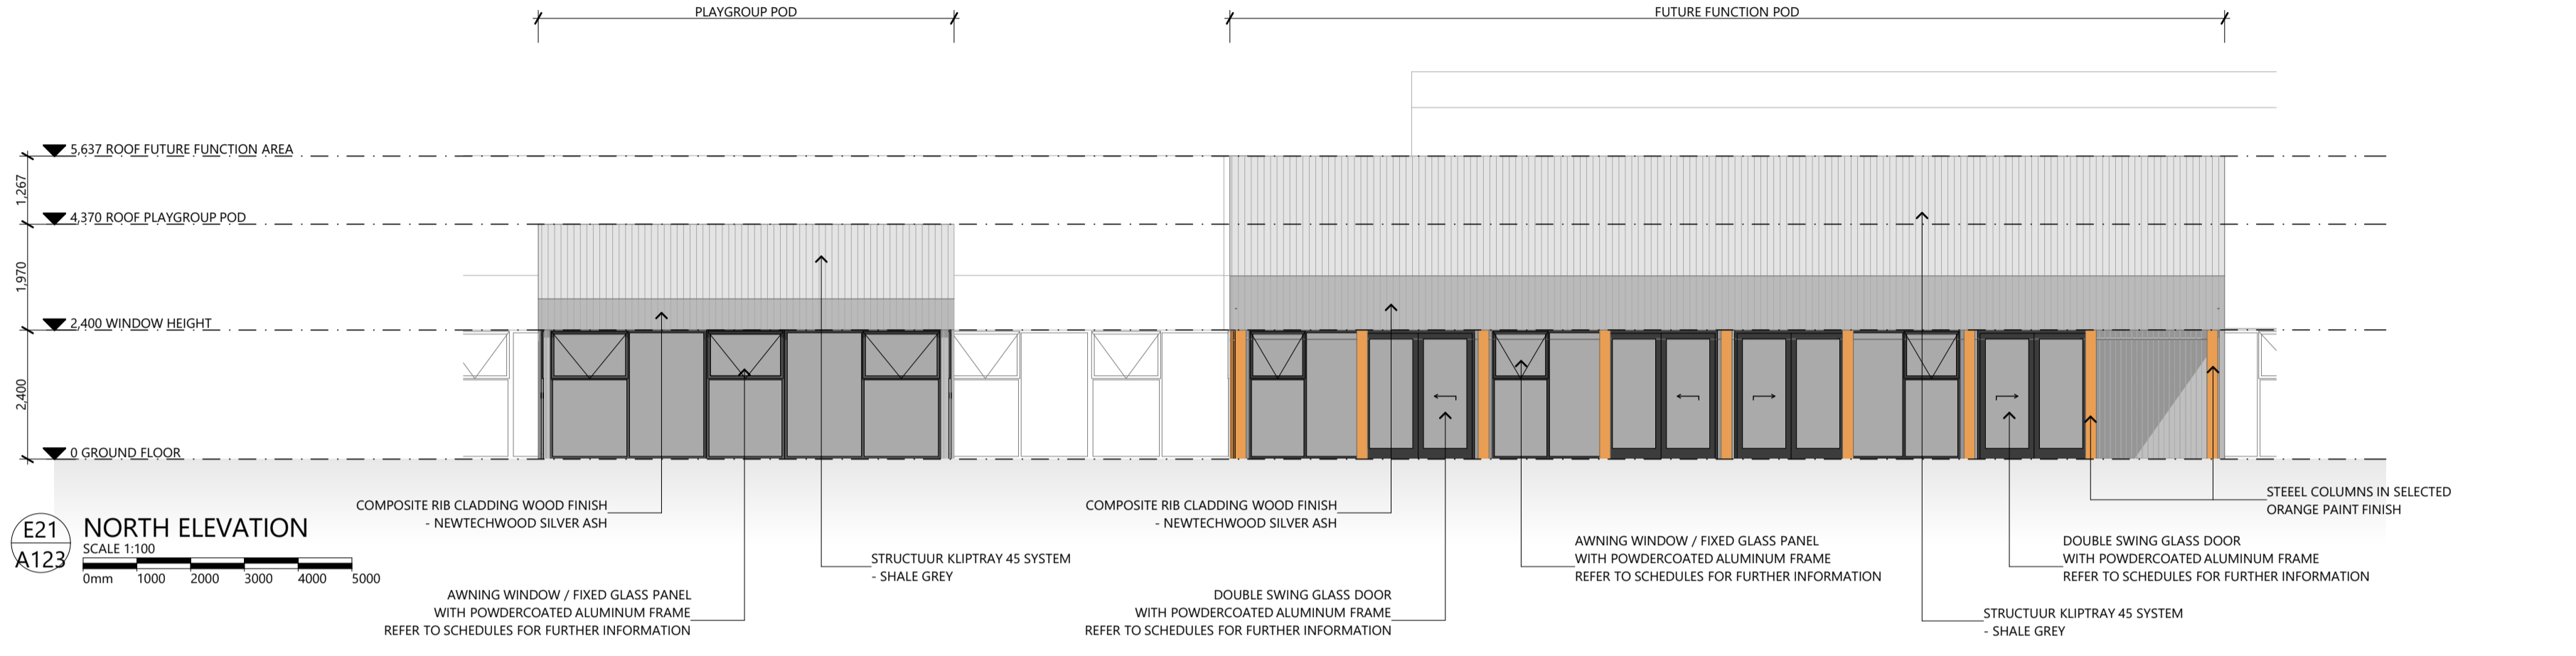 PLAYGROUP POD
FUTURE FUNCTION POD
5,637 ROOF FUTURE FUNCTION AREA
1,267
4,370 ROOF PLAYGROUP POD
1,970
2,400 WINDOW HEIGHT
2,400
0 GROUND FLOOR
COMPOSITE RIB CLADDING WOOD FINISH
- NEWTECHWOOD SILVER ASH
COMPOSITE RIB CLADDING WOOD FINISH
- NEWTECHWOOD SILVER ASH
STEEEL COLUMNS IN SELECTED
ORANGE PAINT FINISH
E21
A123
NORTH ELEVATION
SCALE 1:100
0mm 1000 2000 3000 4000 5000
STRUCTUUR KLIPTRAY 45 SYSTEM
- SHALE GREY
AWNING WINDOW / FIXED GLASS PANEL
WITH POWDERCOATED ALUMINUM FRAME
REFER TO SCHEDULES FOR FURTHER INFORMATION
DOUBLE SWING GLASS DOOR
WITH POWDERCOATED ALUMINUM FRAME
REFER TO SCHEDULES FOR FURTHER INFORMATION
AWNING WINDOW / FIXED GLASS PANEL
WITH POWDERCOATED ALUMINUM FRAME
REFER TO SCHEDULES FOR FURTHER INFORMATION
DOUBLE SWING GLASS DOOR
WITH POWDERCOATED ALUMINUM FRAME
REFER TO SCHEDULES FOR FURTHER INFORMATION
STRUCTUUR KLIPTRAY 45 SYSTEM
- SHALE GREY